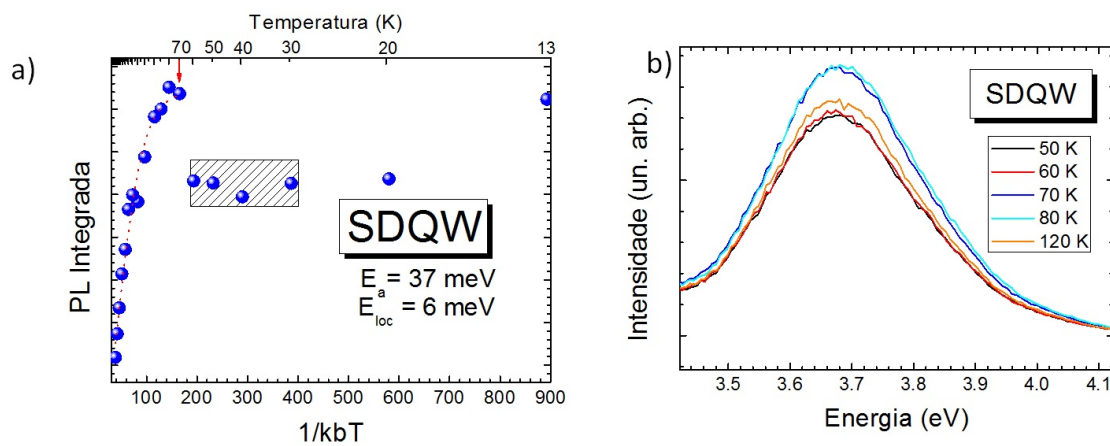 a)
Temperatura (K)
70 50 40 30 20 13
PL Integrada
SDQW
E_a = 37 meV
E_loc = 6 meV
100 200 300 400 500 600 700 800 900
1/kbT
b)
Intensidade (un. arb.)
SDQW
50 K
60 K
70 K
80 K
120 K
3.5 3.6 3.7 3.8 3.9 4.0 4.1
Energia (eV)